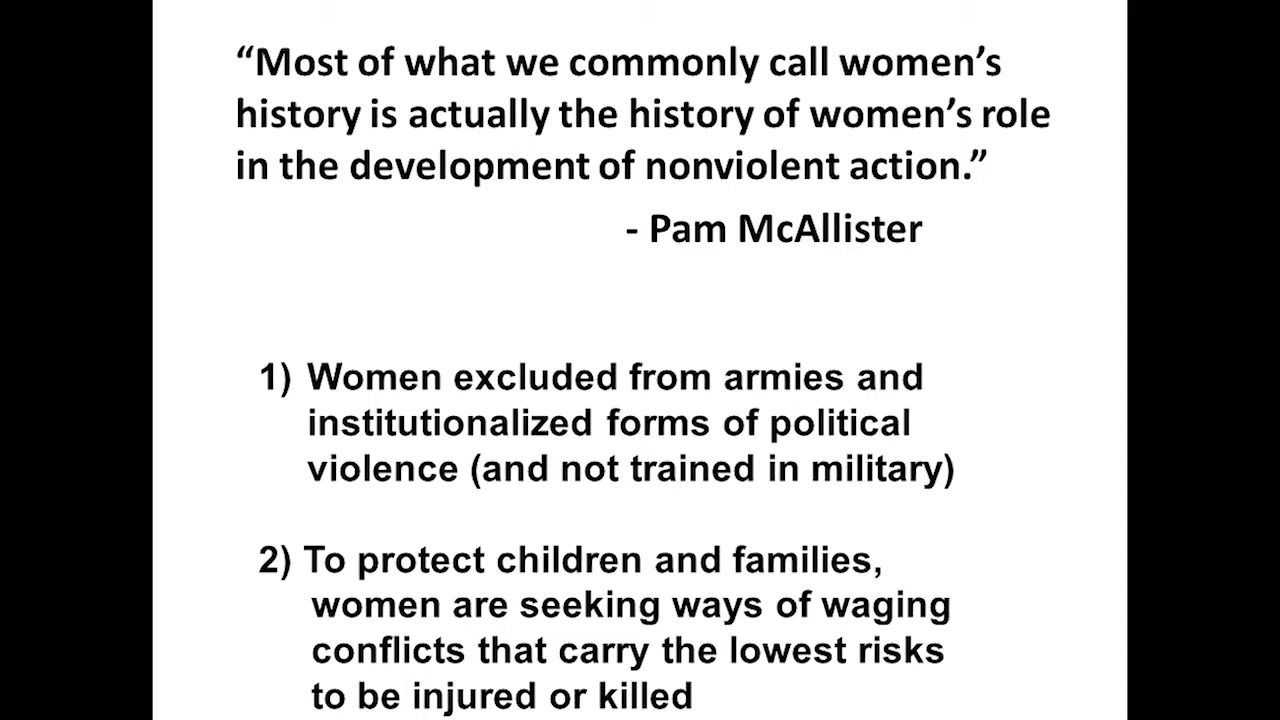 “Most of what we commonly call women’s
history is actually the history of women’s role
in the development of nonviolent action.”
- Pam McAllister
1) Women excluded from armies and
institutionalized forms of political
violence (and not trained in military)
2) To protect children and families,
women are seeking ways of waging
conflicts that carry the lowest risks
to be injured or killed